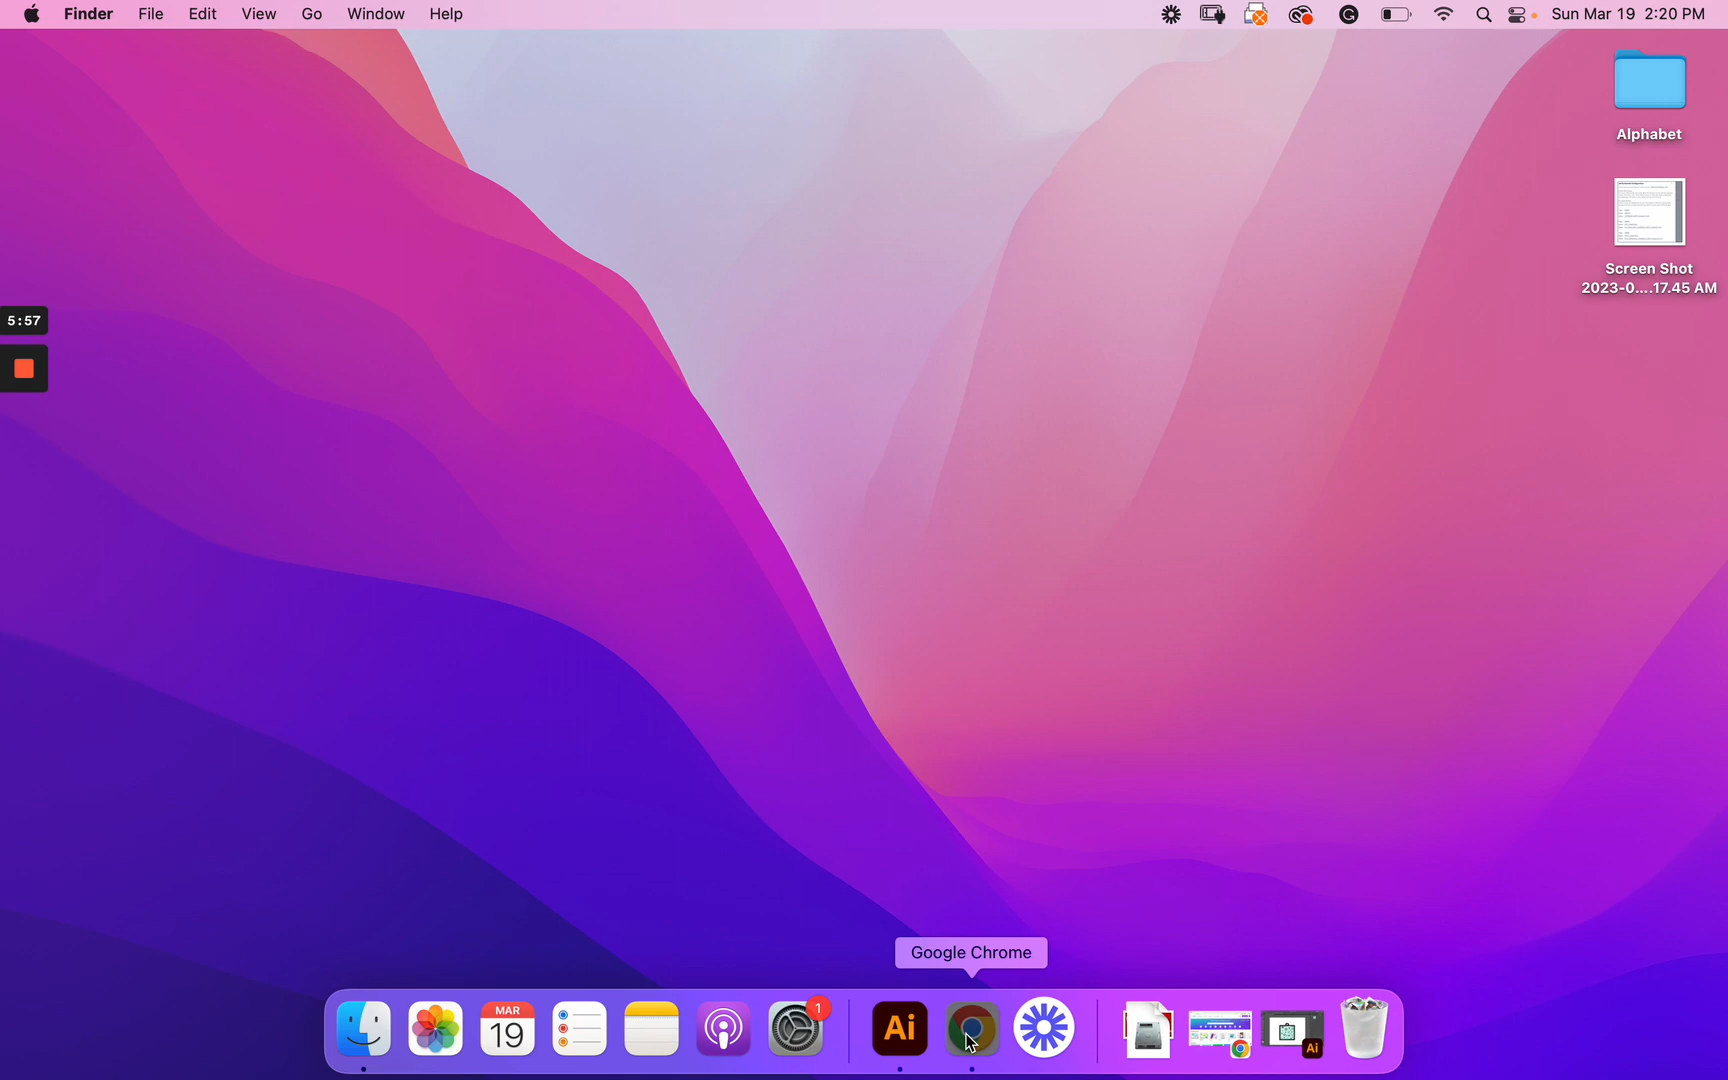 Finder File Edit View Go Window Help Sun Mar 19 2:20 PM
Alphabet
Screen Shot
2023-0....17.45 AM
5:57
Google Chrome
MAR
19
1
Ai
Ai